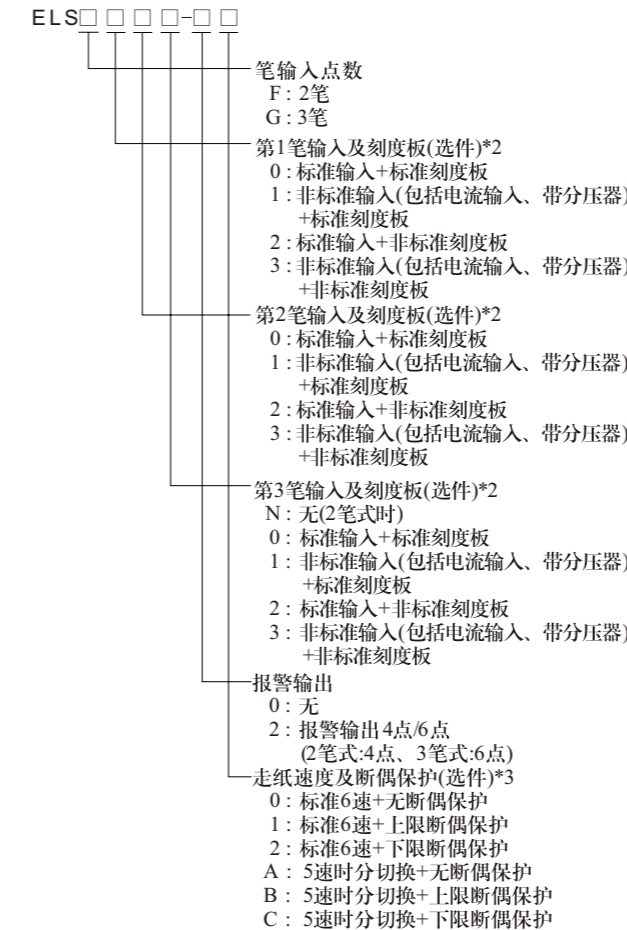 ELS□□□□-□□
笔输入点数
F：2笔
G：3笔
第1笔输入及刻度板(选件)*2
0：标准输入+标准刻度板
1：非标准输入(包括电流输入、带分压器)
+标准刻度板
2：标准输入+非标准刻度板
3：非标准输入(包括电流输入、带分压器)
+非标准刻度板
第2笔输入及刻度板(选件)*2
0：标准输入+标准刻度板
1：非标准输入(包括电流输入、带分压器)
+标准刻度板
2：标准输入+非标准刻度板
3：非标准输入(包括电流输入、带分压器)
+非标准刻度板
第3笔输入及刻度板(选件)*2
N：无(2笔式时)
0：标准输入+标准刻度板
1：非标准输入(包括电流输入、带分压器)
+标准刻度板
2：标准输入+非标准刻度板
3：非标准输入(包括电流输入、带分压器)
+非标准刻度板
报警输出
0：无
2：报警输出4点/6点
(2笔式:4点、3笔式:6点)
走纸速度及断偶保护(选件)*3
0：标准6速+无断偶保护
1：标准6速+上限断偶保护
2：标准6速+下限断偶保护
A：5速时分切换+无断偶保护
B：5速时分切换+上限断偶保护
C：5速时分切换+下限断偶保护